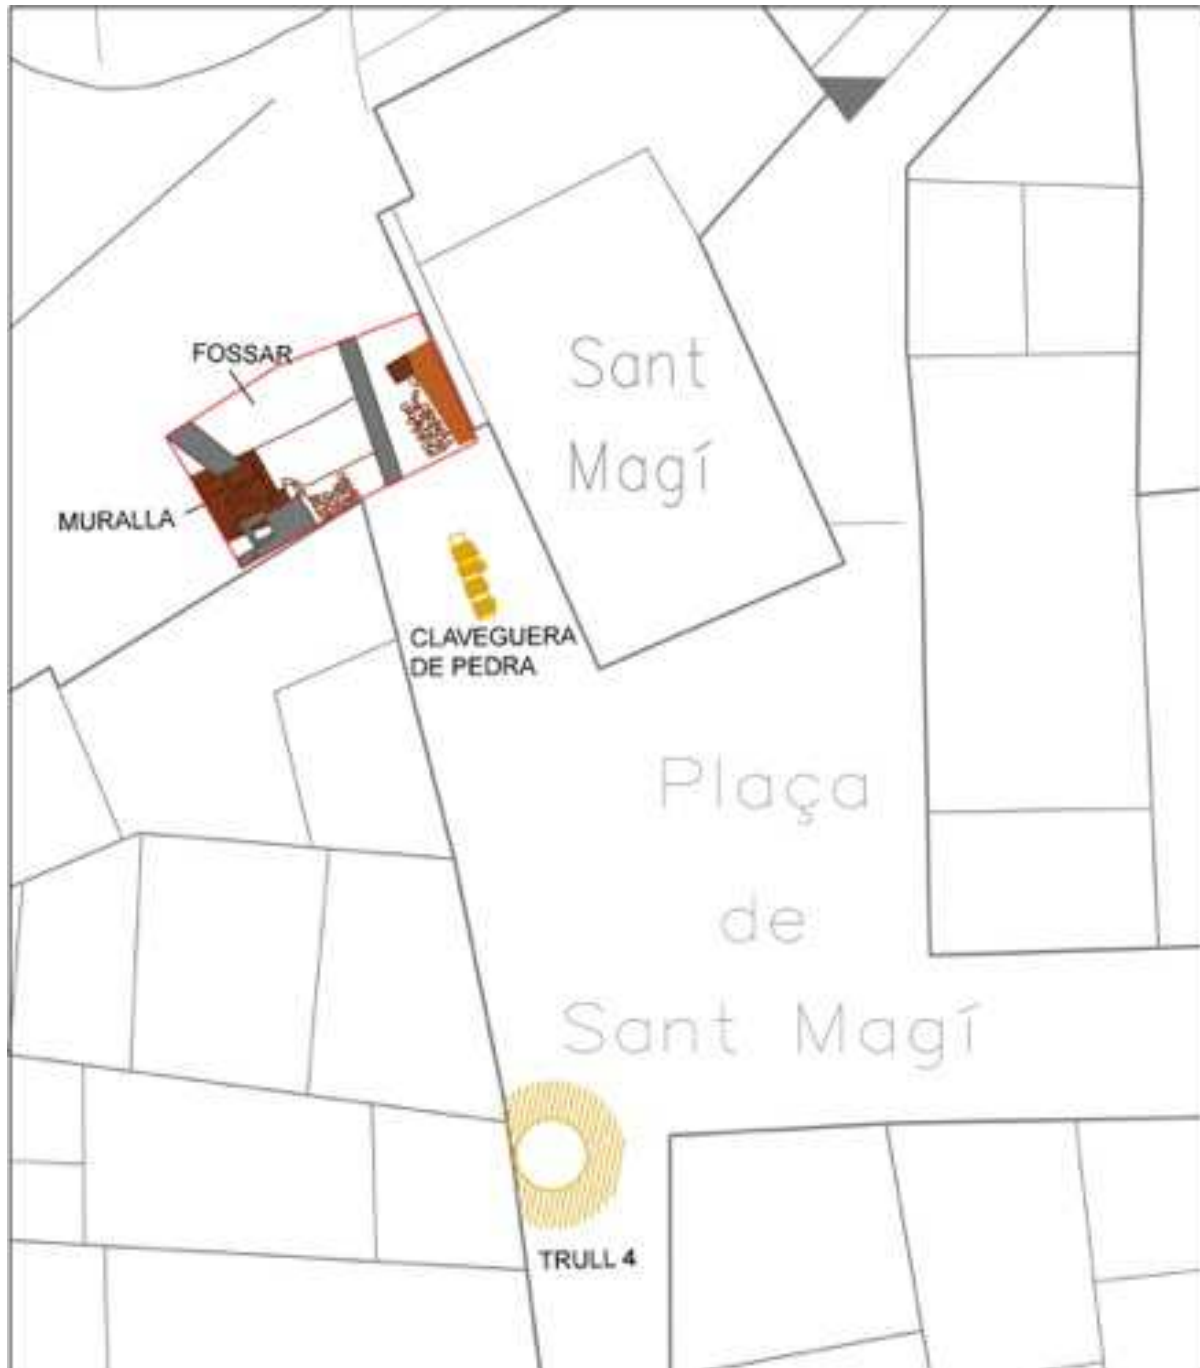 FOSSAR
Sant
Magí
MURALLA
CLAVEGUERA
DE PEDRA
Plaça
de
Sant Magí
TRULL 4